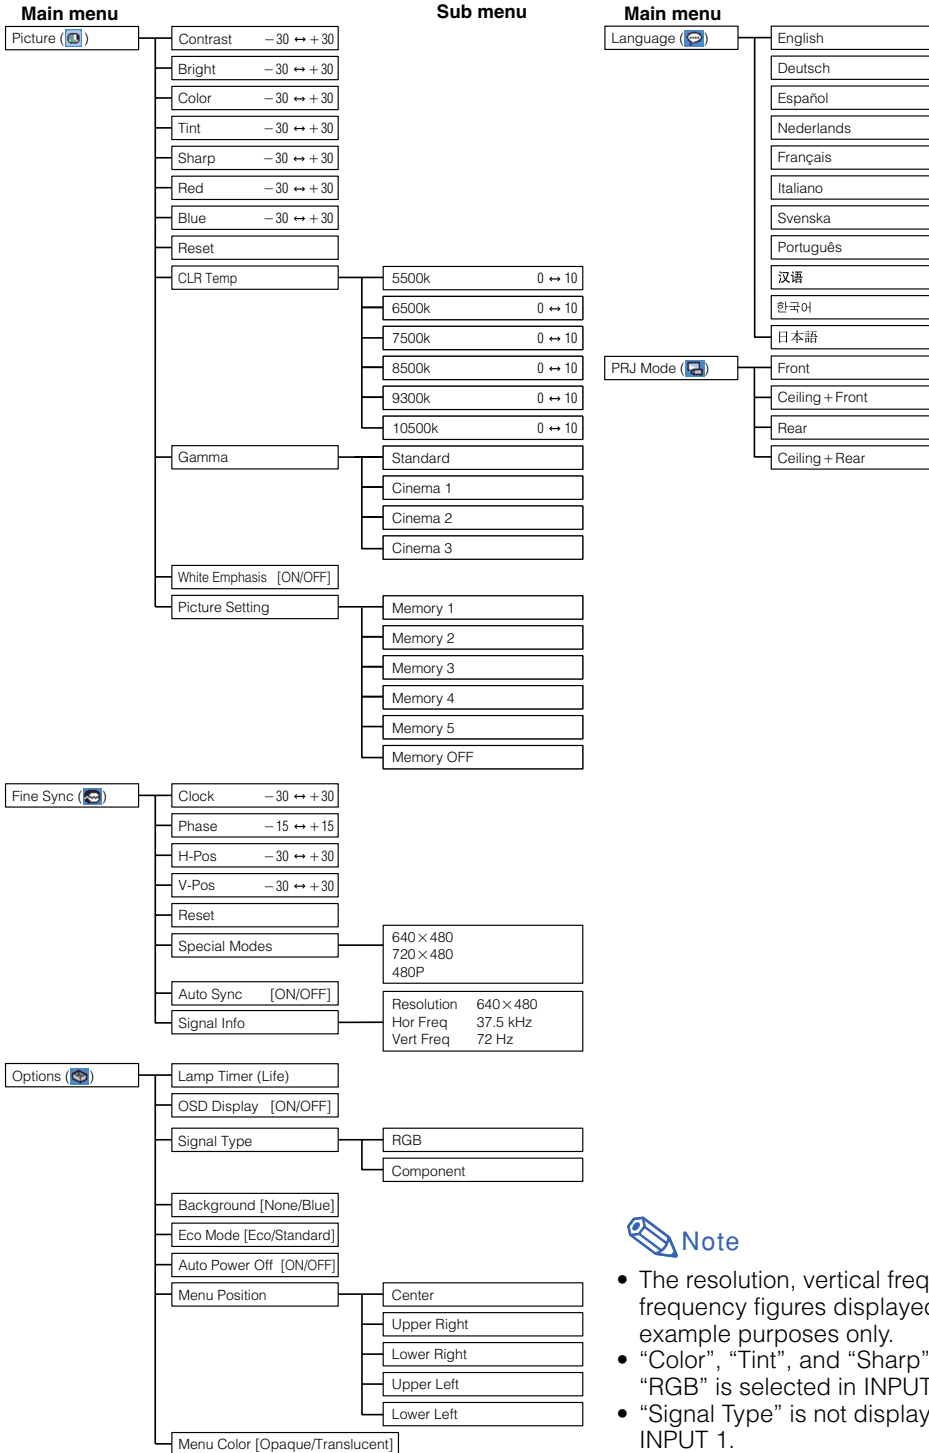 Main menu
Sub menu
Picture ( )
Contrast −30 ↔ +30
Bright −30 ↔ +30
Color −30 ↔ +30
Tint −30 ↔ +30
Sharp −30 ↔ +30
Red −30 ↔ +30
Blue −30 ↔ +30
Reset
CLR Temp
5500k 0 ↔ 10
6500k 0 ↔ 10
7500k 0 ↔ 10
8500k 0 ↔ 10
9300k 0 ↔ 10
10500k 0 ↔ 10
Gamma
Standard
Cinema 1
Cinema 2
Cinema 3
White Emphasis [ON/OFF]
Picture Setting
Memory 1
Memory 2
Memory 3
Memory 4
Memory 5
Memory OFF
Fine Sync ( )
Clock −30 ↔ +30
Phase −15 ↔ +15
H-Pos −30 ↔ +30
V-Pos −30 ↔ +30
Reset
Special Modes
640×480
720×480
480P
Auto Sync [ON/OFF]
Signal Info
Resolution 640×480
Hor Freq 37.5 kHz
Vert Freq 72 Hz
Options ( )
Lamp Timer (Life)
OSD Display [ON/OFF]
Signal Type
RGB
Component
Background [None/Blue]
Eco Mode [Eco/Standard]
Auto Power Off [ON/OFF]
Menu Position
Center
Upper Right
Lower Right
Upper Left
Lower Left
Menu Color [Opaque/Translucent]
Main menu
Language ( )
English
Deutsch
Español
Nederlands
Français
Italiano
Svenska
Português
汉语
한국어
日本語
PRJ Mode ( )
Front
Ceiling+Front
Rear
Ceiling+Rear
Note
• The resolution, vertical
frequency figures
example purposes only.
• “Color”, “Tint”, and “Sharp”
“RGB” is selected in INPUT
• “Signal Type” is not
INPUT 1.